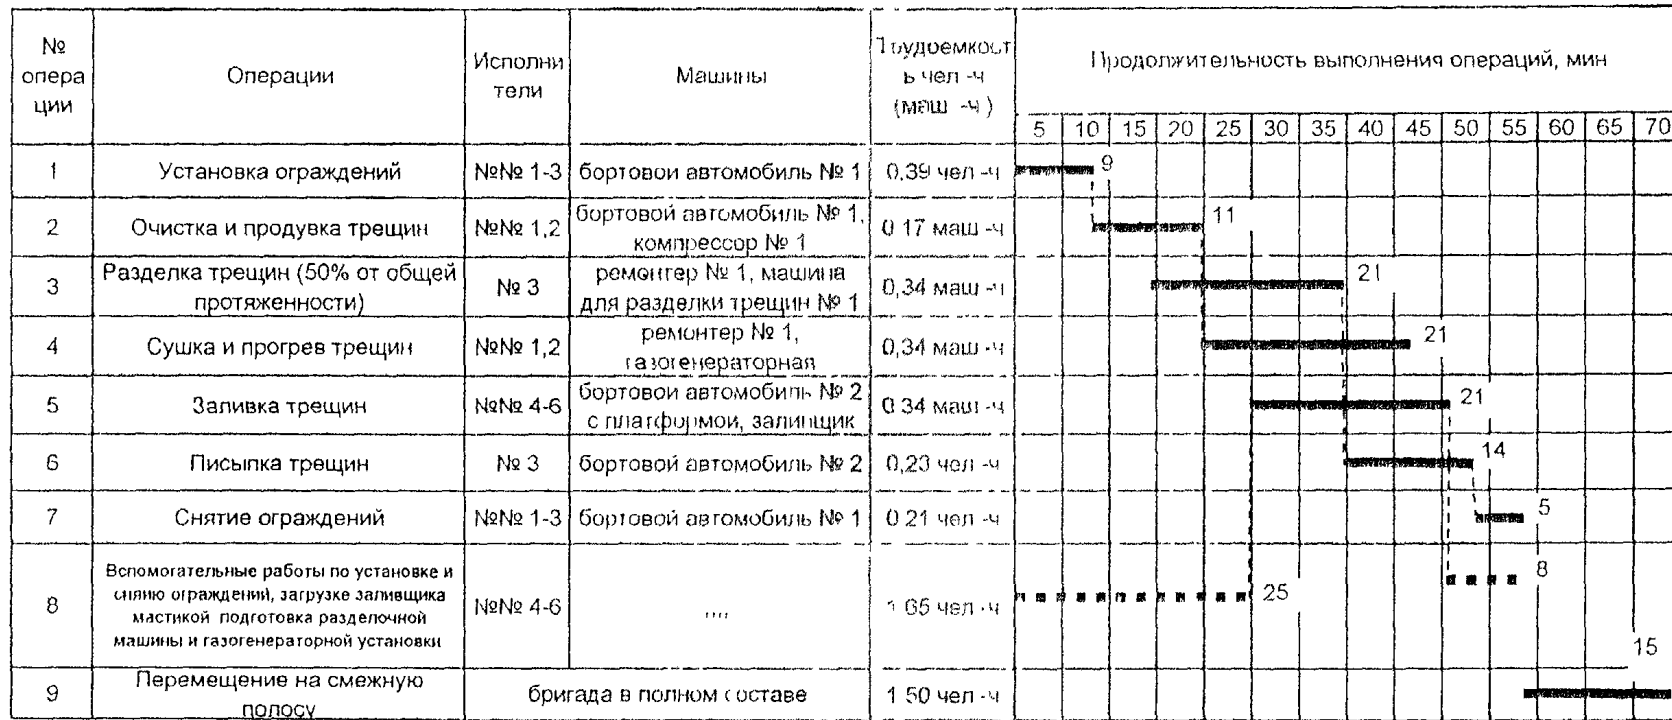 №
опера
ции
Операции
Исполни
тели
Машины
Трудоемкост
ь чел -ч
(маш -ч )
Продолжительность выполнения операций, мин
5 10 15 20 25 30 35 40 45 50 55 60 65 70
1
Установка ограждений
№№ 1-3
бортовой автомобиль № 1
0,39 чел -ч
9
2
Очистка и продувка трещин
№№ 1,2
бортовой автомобиль № 1,
компрессор № 1
0 17 маш -ч
11
3
Разделка трещин (50% от общей
протяженности)
№ 3
ремонтер № 1, машина
для разделки трещин № 1
0,34 маш -ч
21
4
Сушка и прогрев трещин
№№ 1,2
ремонтер № 1,
газогенераторная
0,34 маш -ч
21
5
Заливка трещин
№№ 4-6
бортовой автомобиль № 2
с платформой, заливщик
0 34 маш -ч
21
6
Писыпка трещин
№ 3
бортовой автомобиль № 2
0,23 чел -ч
14
7
Снятие ограждений
№№ 1-3
бортовой автомобиль № 1
0 21 чел -ч
5
8
Вспомогательные работы по установке и
снятию ограждений, загрузке заливщика
мастикой подготовка разделочной
машины и газогенераторной установки
№№ 4-6
,,,,
1 65 чел -ч
25
8
9
Перемещение на смежную
полосу
бригада в полном составе
1 50 чел -ч
15